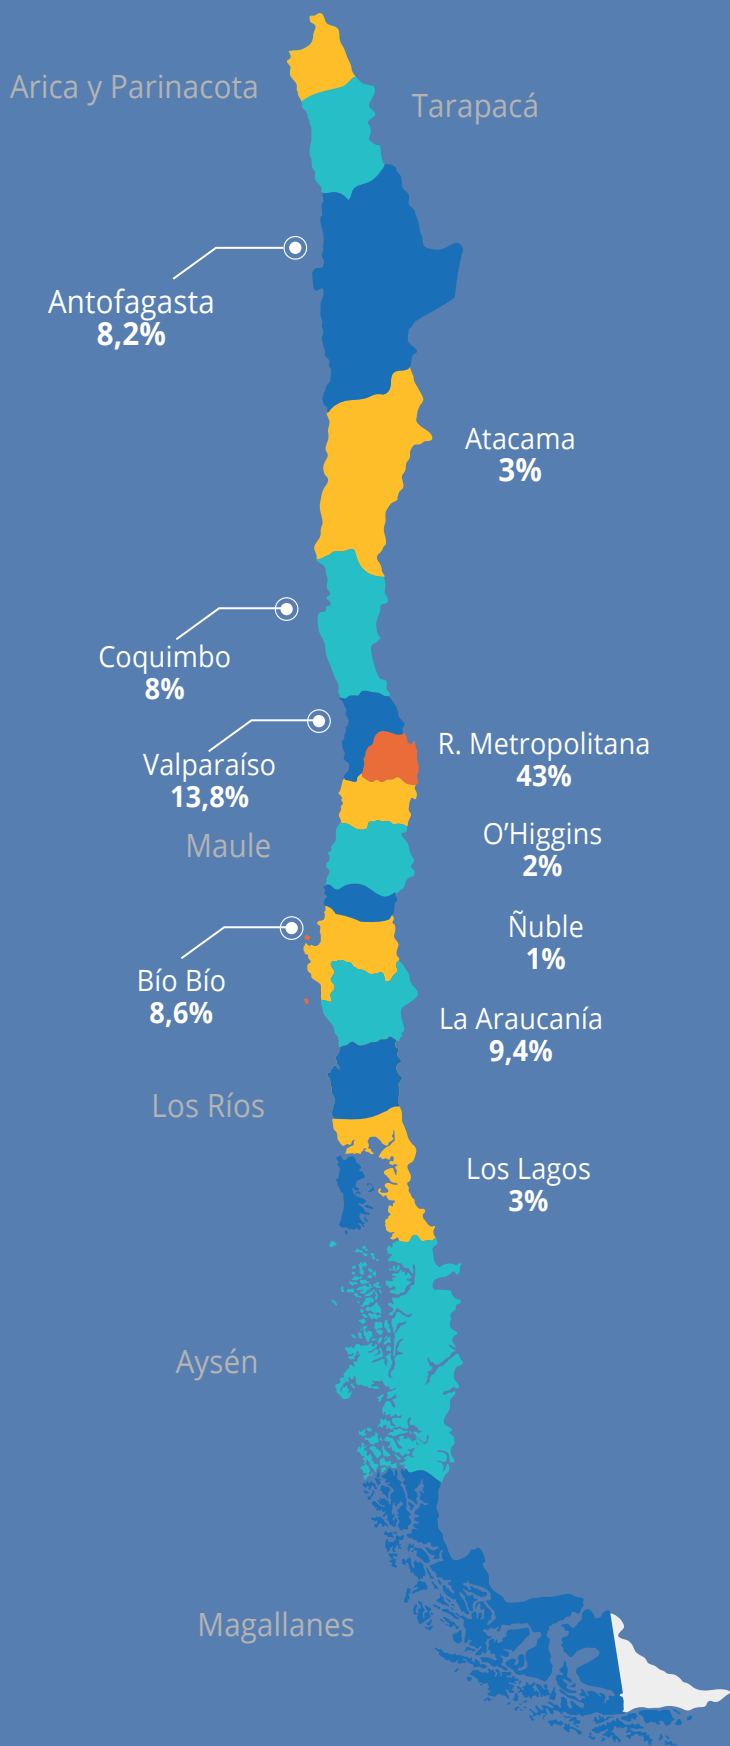 Arica y Parinacota
Tarapacá
Antofagasta
8,2%
Atacama
3%
Coquimbo
8%
R. Metropolitana
43%
Valparaíso
13,8%
O’Higgins
2%
Maule
Ñuble
1%
Bío Bío
8,6%
La Araucanía
9,4%
Los Ríos
Los Lagos
3%
Aysén
Magallanes